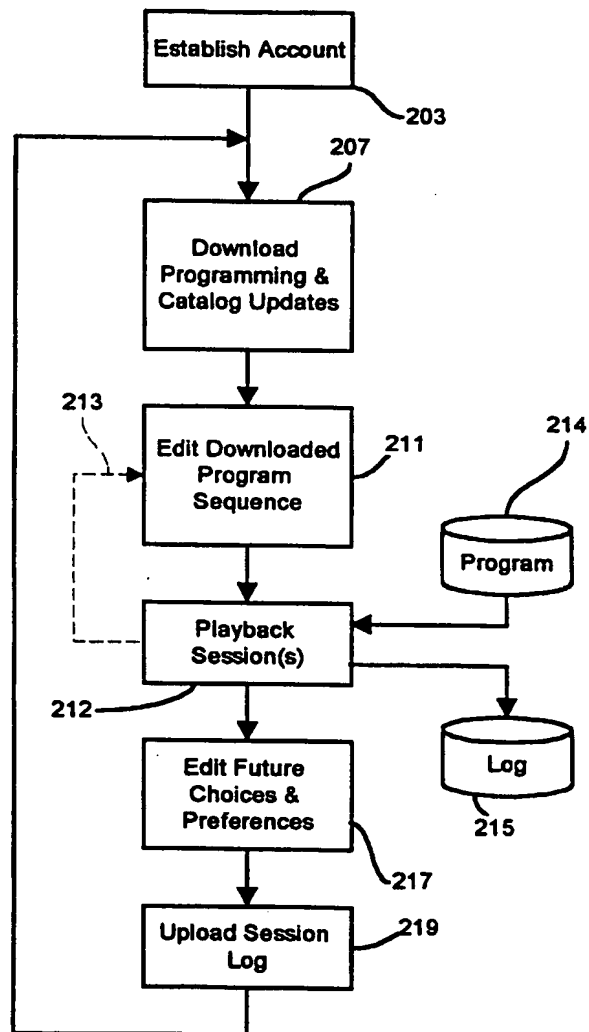 Establish Account
203
207
Download
Programming &
Catalog Updates
213
Edit Downloaded
Program
Sequence
211
214
Program
Playback
Session(s)
212
Log
215
Edit Future
Choices &
Preferences
217
Upload Session
Log
219